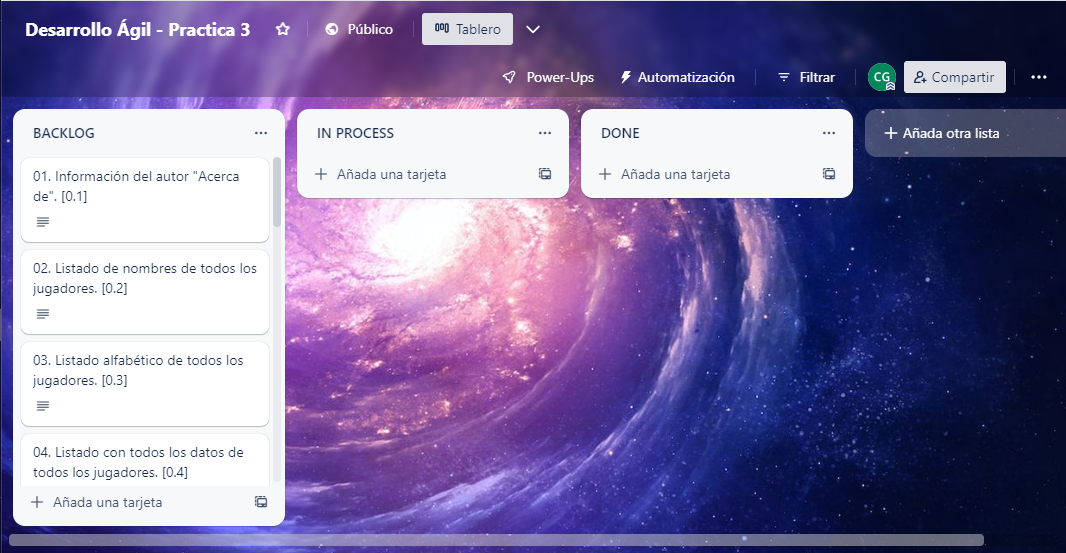 Desarrollo Ágil - Practica 3
Público
Tablero
Power-Ups
Automatización
Filtrar
CG
Compartir
BACKLOG
01. Información del autor "Acerca
de". [0.1]
02. Listado de nombres de todos los
jugadores. [0.2]
03. Listado alfabético de todos los
jugadores. [0.3]
04. Listado con todos los datos de
todos los jugadores. [0.4]
Añada una tarjeta
IN PROCESS
Añada una tarjeta
DONE
Añada una tarjeta
Añada otra lista